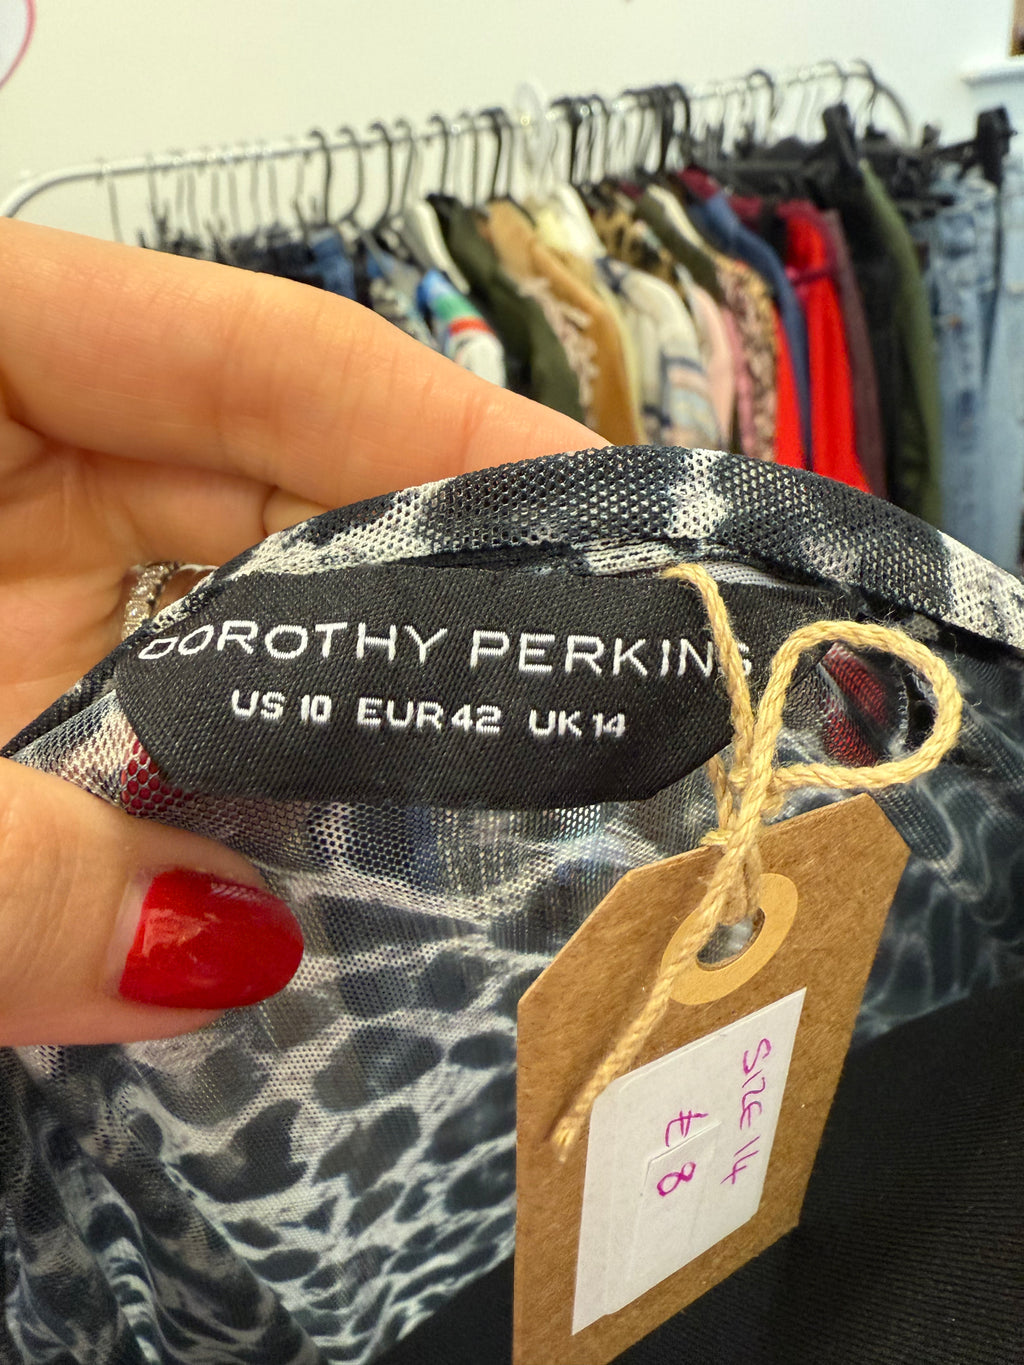 DOROTHY PERKINS
US 10 EUR 42 UK 14
SIZE 14
£8